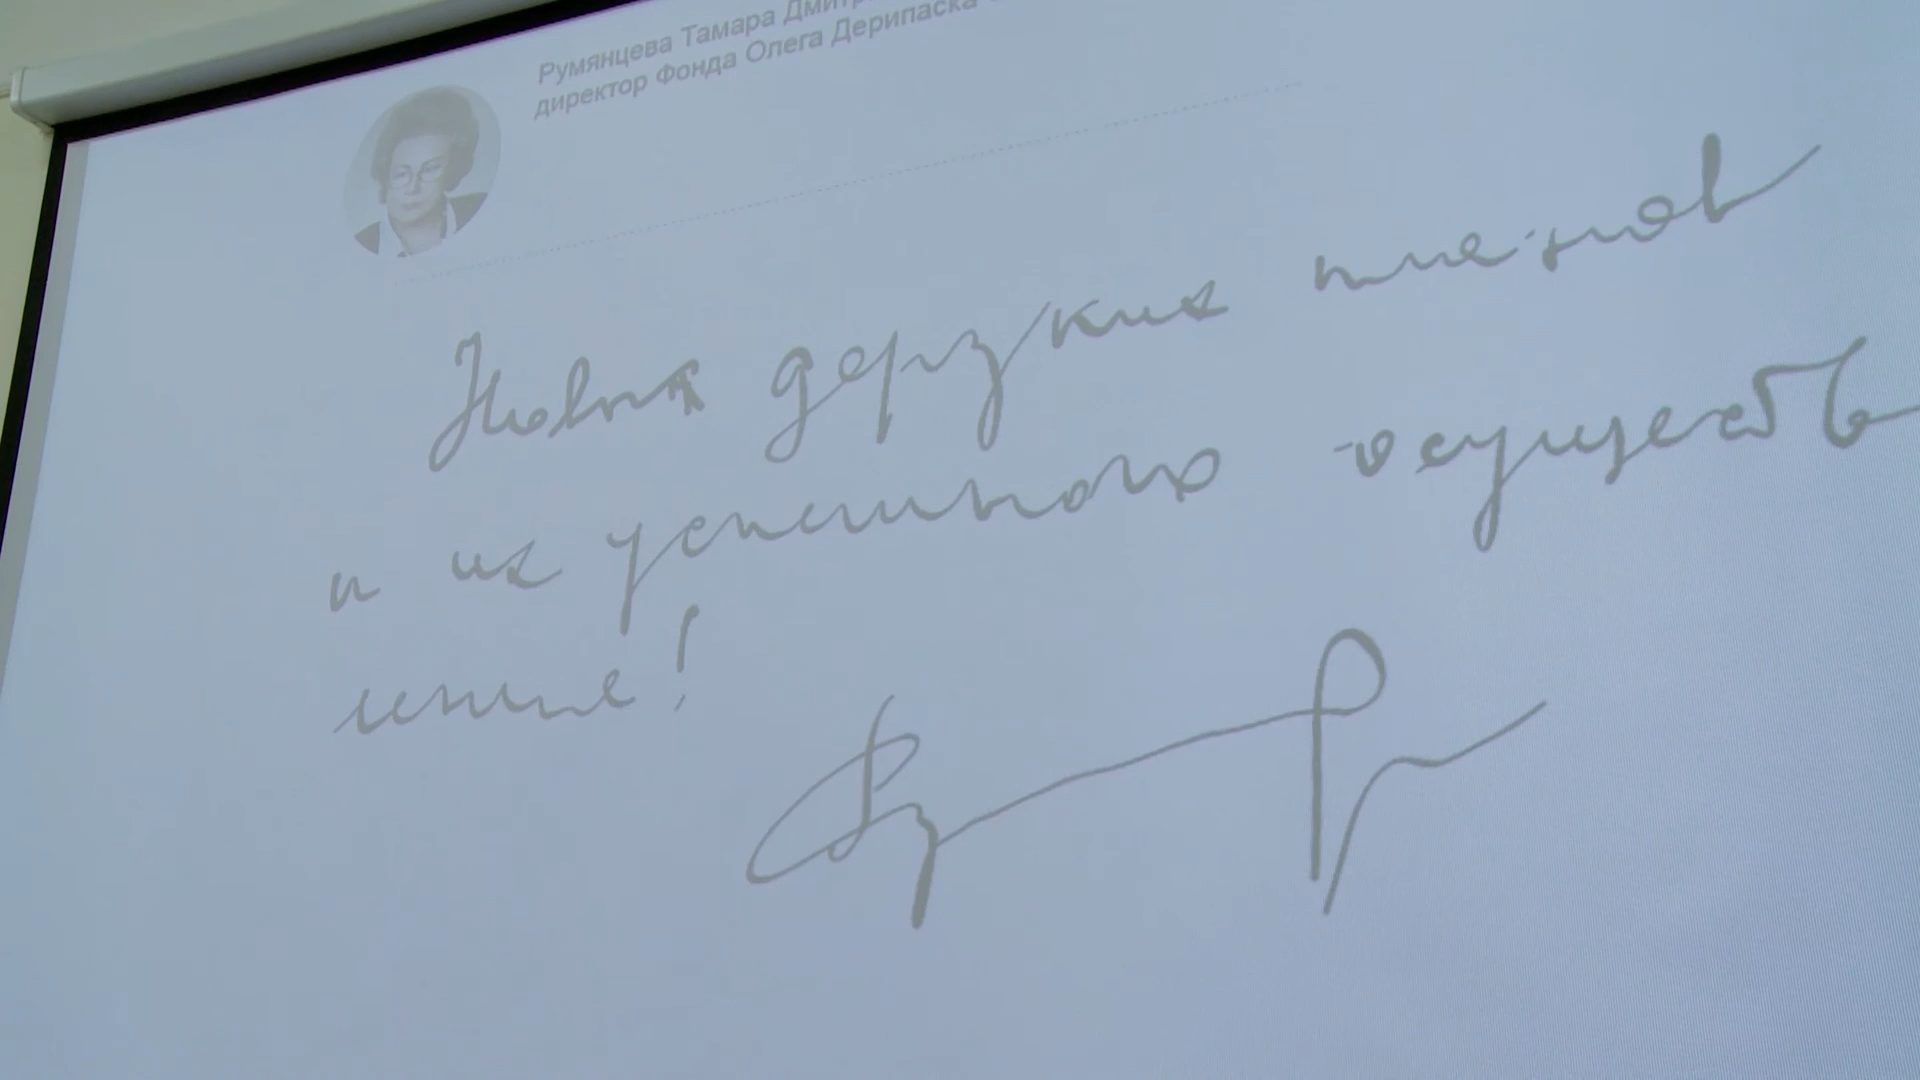 Румянцева Тамара Дмитр
директор Фонда Олега Дерипаска
Новых дерзких планов
и их успешного осуществ
ления!